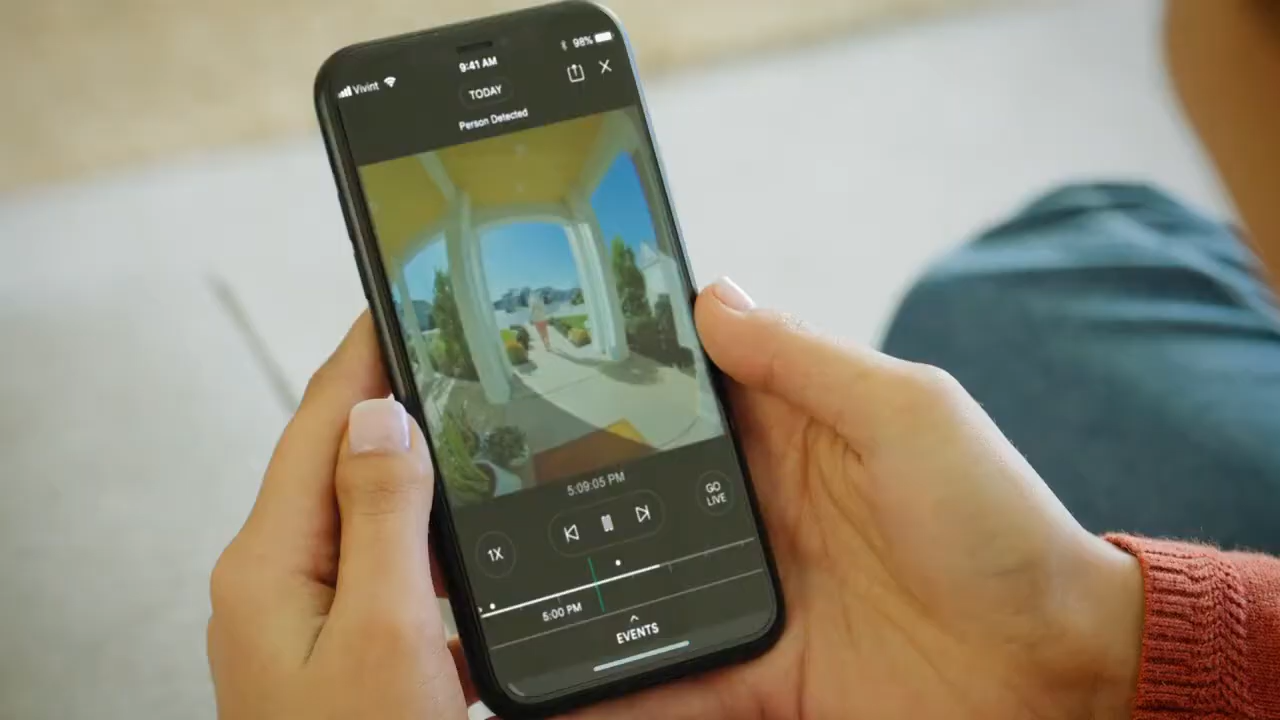 Vivint
9:41 AM
98%
TODAY
Person Detected
5:09:05 PM
1X
GO
LIVE
5:00 PM
EVENTS